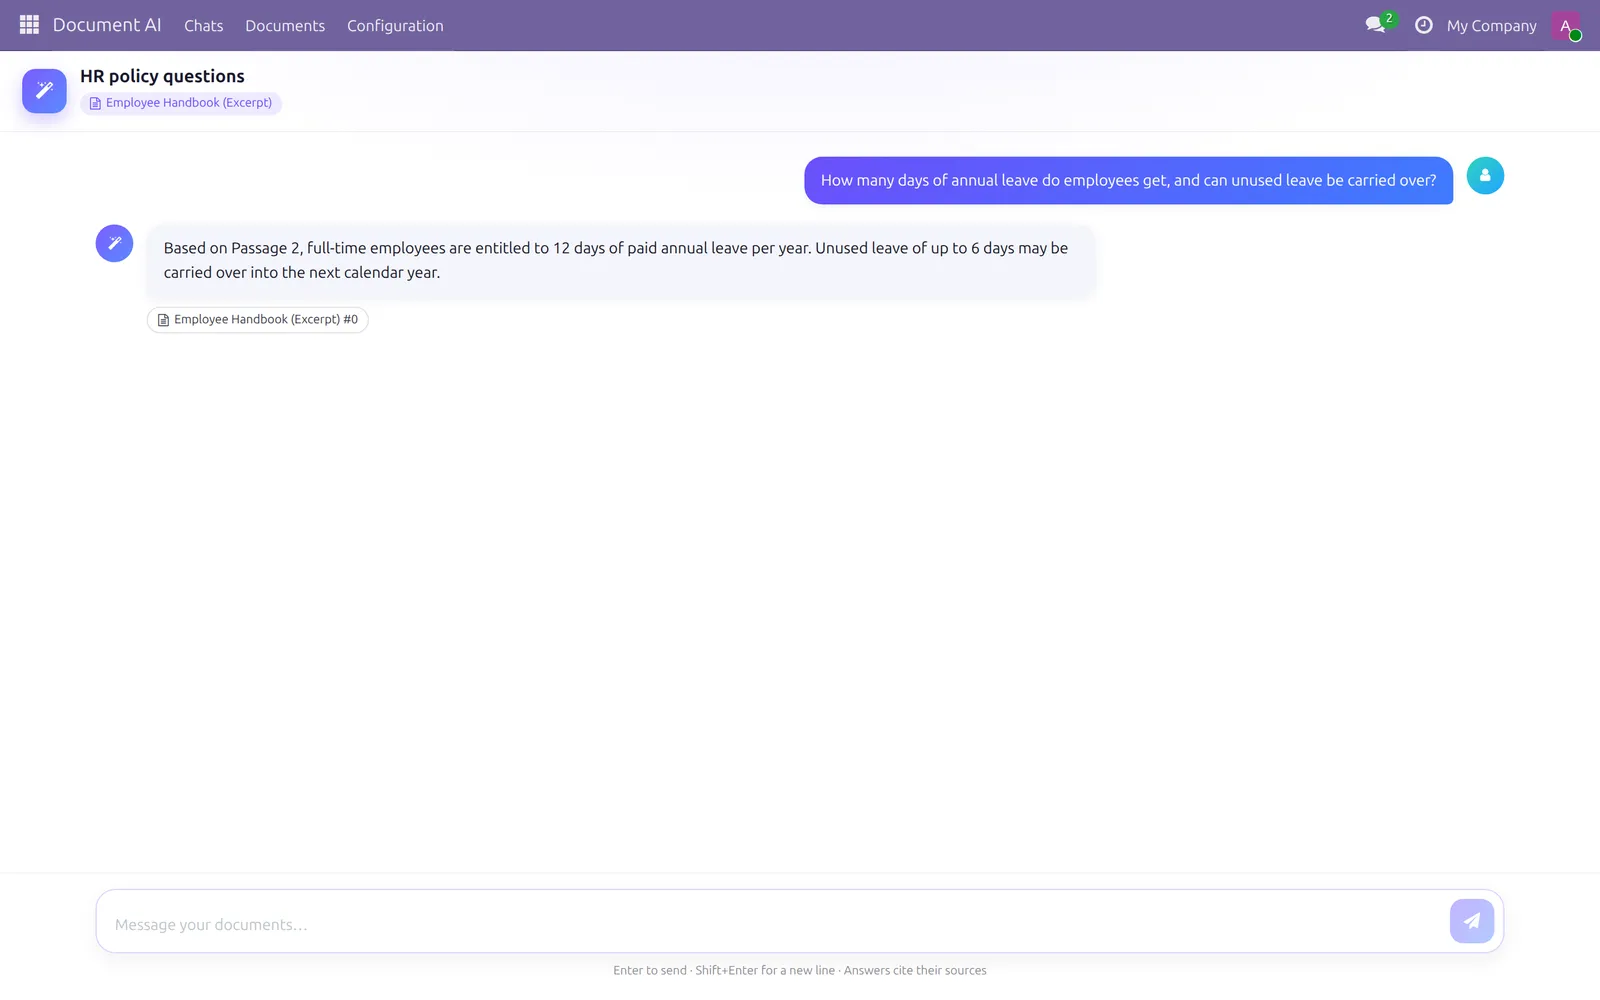 Document AI Chats Documents Configuration 2 My Company A
HR policy questions
Employee Handbook (Excerpt)
How many days of annual leave do employees get, and can unused leave be carried over?
Based on Passage 2, full-time employees are entitled to 12 days of paid annual leave per year. Unused leave of up to 6 days may be
carried over into the next calendar year.
Employee Handbook (Excerpt) #0
Message your documents…
Enter to send · Shift+Enter for a new line · Answers cite their sources